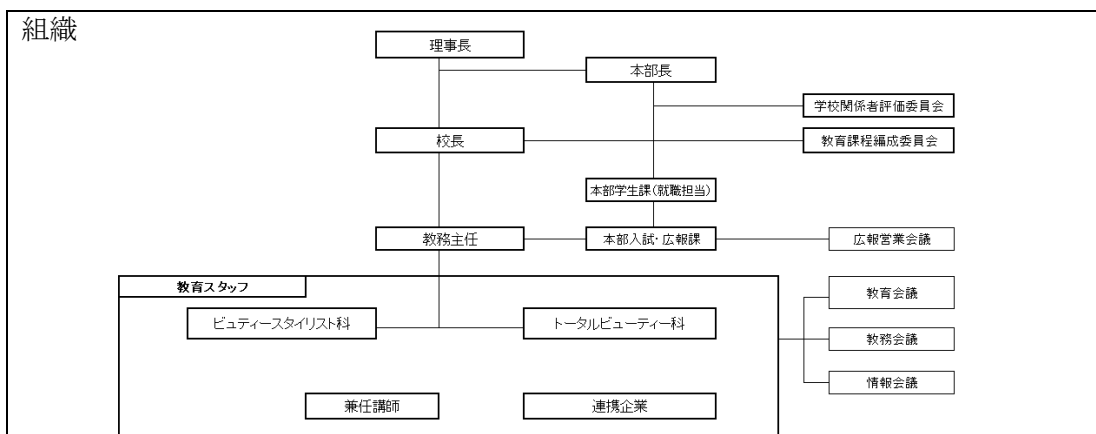 組織
理事長
本部長
学校関係者評価委員会
校長
教育課程編成委員会
本部学生課(就職担当)
教務主任
本部入試・広報課
広報営業会議
教育スタッフ
教育会議
ビュティースタイリスト科
トータルビューティー科
教務会議
情報会議
兼任講師
連携企業